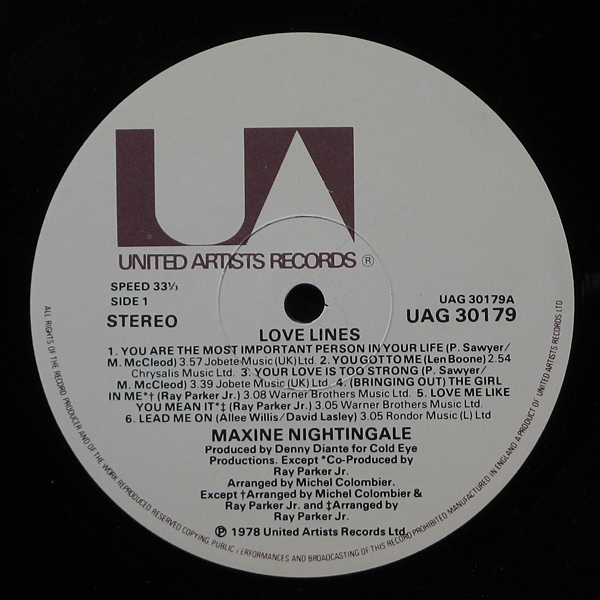 UA
UNITED ARTISTS RECORDS ®
SPEED 33⅓
SIDE 1
STEREO
UAG 30179A
UAG 30179
LOVE LINES
1. YOU ARE THE MOST IMPORTANT PERSON IN YOUR LIFE (P. Sawyer/
M. McCleod) 3.57 Jobete Music (UK) Ltd. 2. YOU GOT TO ME (Len Boone) 2.54
Chrysalis Music Ltd. 3. YOUR LOVE IS TOO STRONG (P. Sawyer/
M. McCleod) 3.39 Jobete Music (UK) Ltd. 4. (BRINGING OUT) THE GIRL
IN ME*† (Ray Parker Jr.) 3.08 Warner Brothers Music Ltd. 5. LOVE ME LIKE
YOU MEAN IT*‡ (Ray Parker Jr.) 3.05 Warner Brothers Music Ltd.
6. LEAD ME ON (Allee Willis/David Lasley) 3.05 Rondor Music (L) Ltd
MAXINE NIGHTINGALE
Produced by Denny Diante for Cold Eye
Productions. Except *Co-Produced by
Ray Parker Jr.
Arranged by Michel Colombier.
Except †Arranged by Michel Colombier &
Ray Parker Jr. and ‡Arranged by
Ray Parker Jr.
℗ 1978 United Artists Records Ltd.
ALL RIGHTS OF THE RECORD PRODUCER AND OF THE WORK REPRODUCED RESERVED COPYING, PUBLIC PERFORMANCES AND BROADCASTING OF THIS RECORD PROHIBITED MANUFACTURED IN ENGLAND A PRODUCT OF UNITED ARTISTS RECORDS LTD